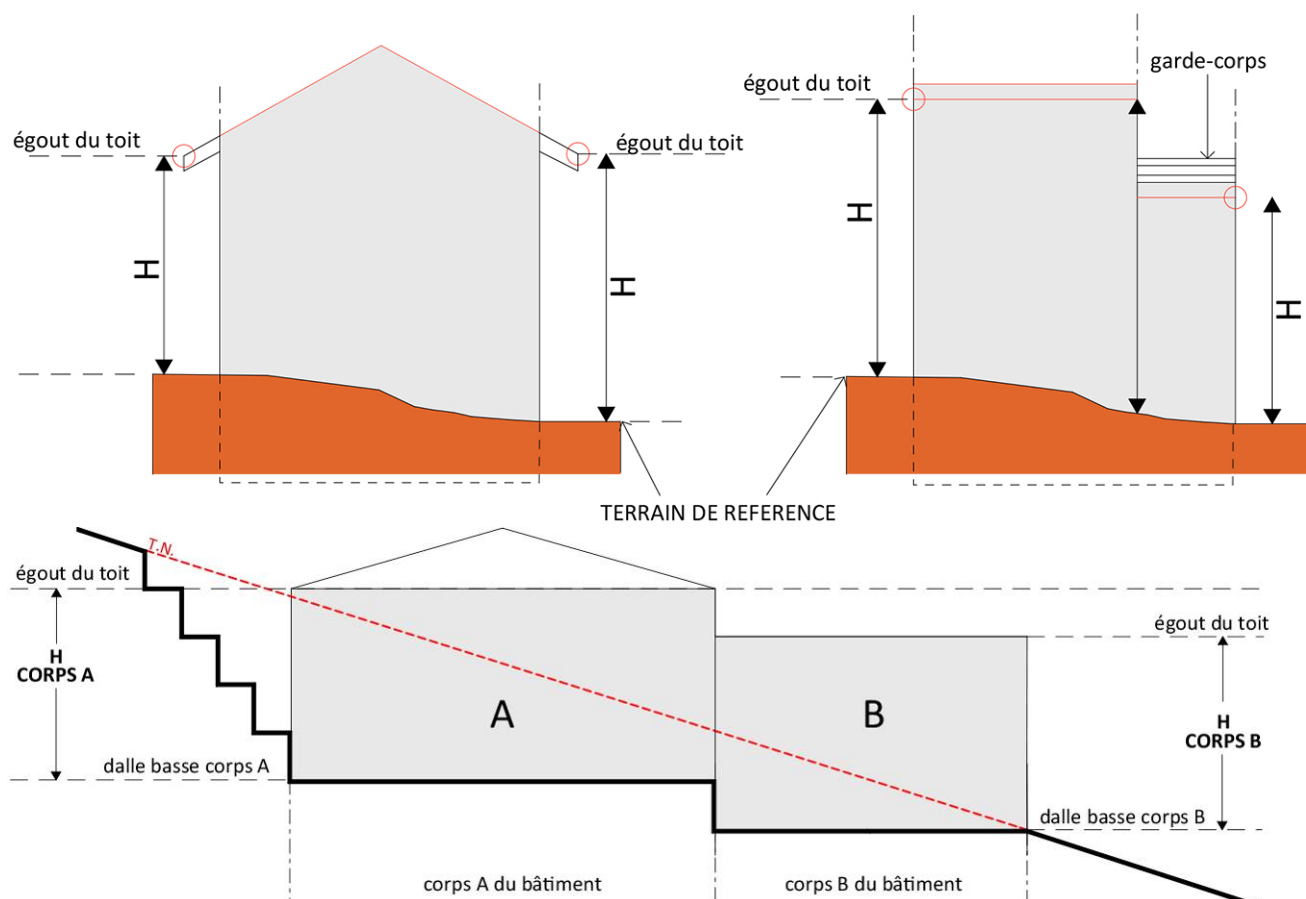 garde-corps
égout du toit
égout du toit
égout du toit
H
H
H
H
TERRAIN DE REFERENCE
T.N.
égout du toit
égout du toit
H
CORPS A
A
B
H
CORPS B
dalle basse corps A
dalle basse corps B
corps A du bâtiment
corps B du bâtiment